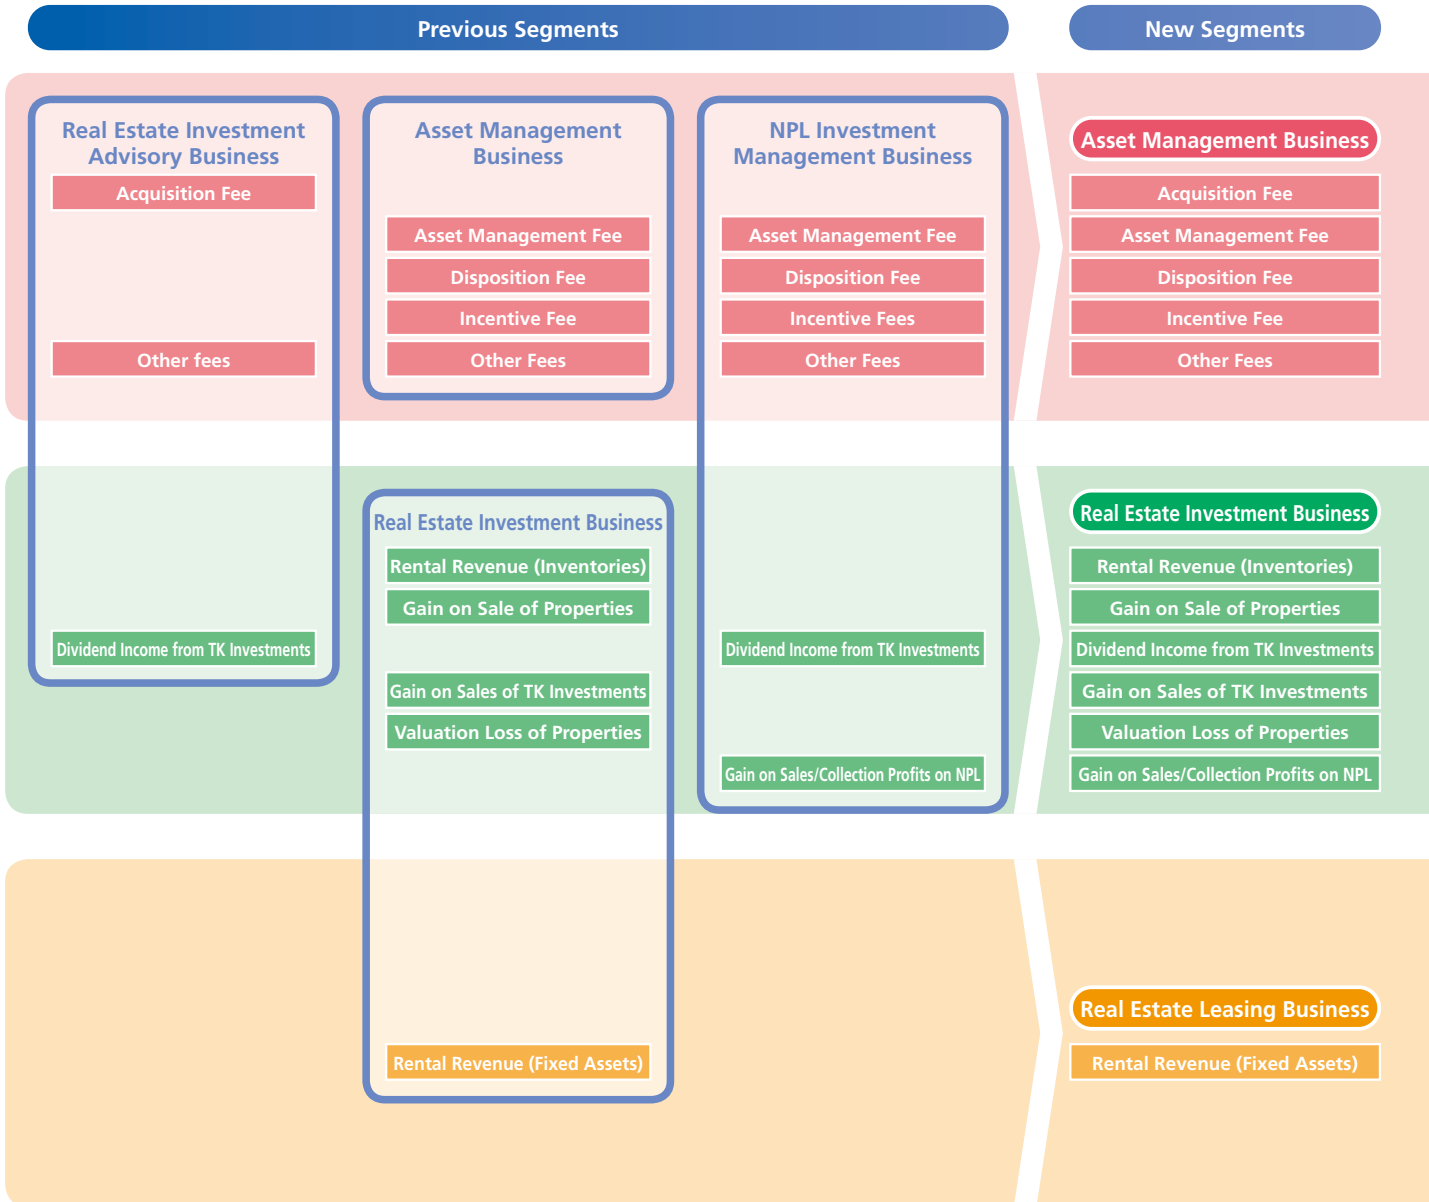 Previous Segments
New Segments
Real Estate Investment
Advisory Business
Acquisition Fee
Other fees
Dividend Income from TK Investments
Asset Management
Business
Asset Management Fee
Disposition Fee
Incentive Fee
Other Fees
Real Estate Investment Business
Rental Revenue (Inventories)
Gain on Sale of Properties
Gain on Sales of TK Investments
Valuation Loss of Properties
Rental Revenue (Fixed Assets)
NPL Investment
Management Business
Asset Management Fee
Disposition Fee
Incentive Fees
Other Fees
Dividend Income from TK Investments
Gain on Sales/Collection Profits on NPL
Asset Management Business
Acquisition Fee
Asset Management Fee
Disposition Fee
Incentive Fee
Other Fees
Real Estate Investment Business
Rental Revenue (Inventories)
Gain on Sale of Properties
Dividend Income from TK Investments
Gain on Sales of TK Investments
Valuation Loss of Properties
Gain on Sales/Collection Profits on NPL
Real Estate Leasing Business
Rental Revenue (Fixed Assets)